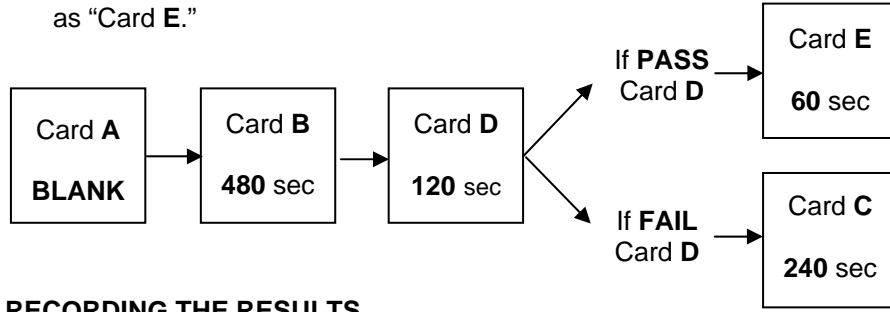 as “Card E.”
Card A
BLANK
Card B
480 sec
Card D
120 sec
If PASS
Card D
Card E
60 sec
If FAIL
Card D
Card C
240 sec
RECORDING THE RESULTS